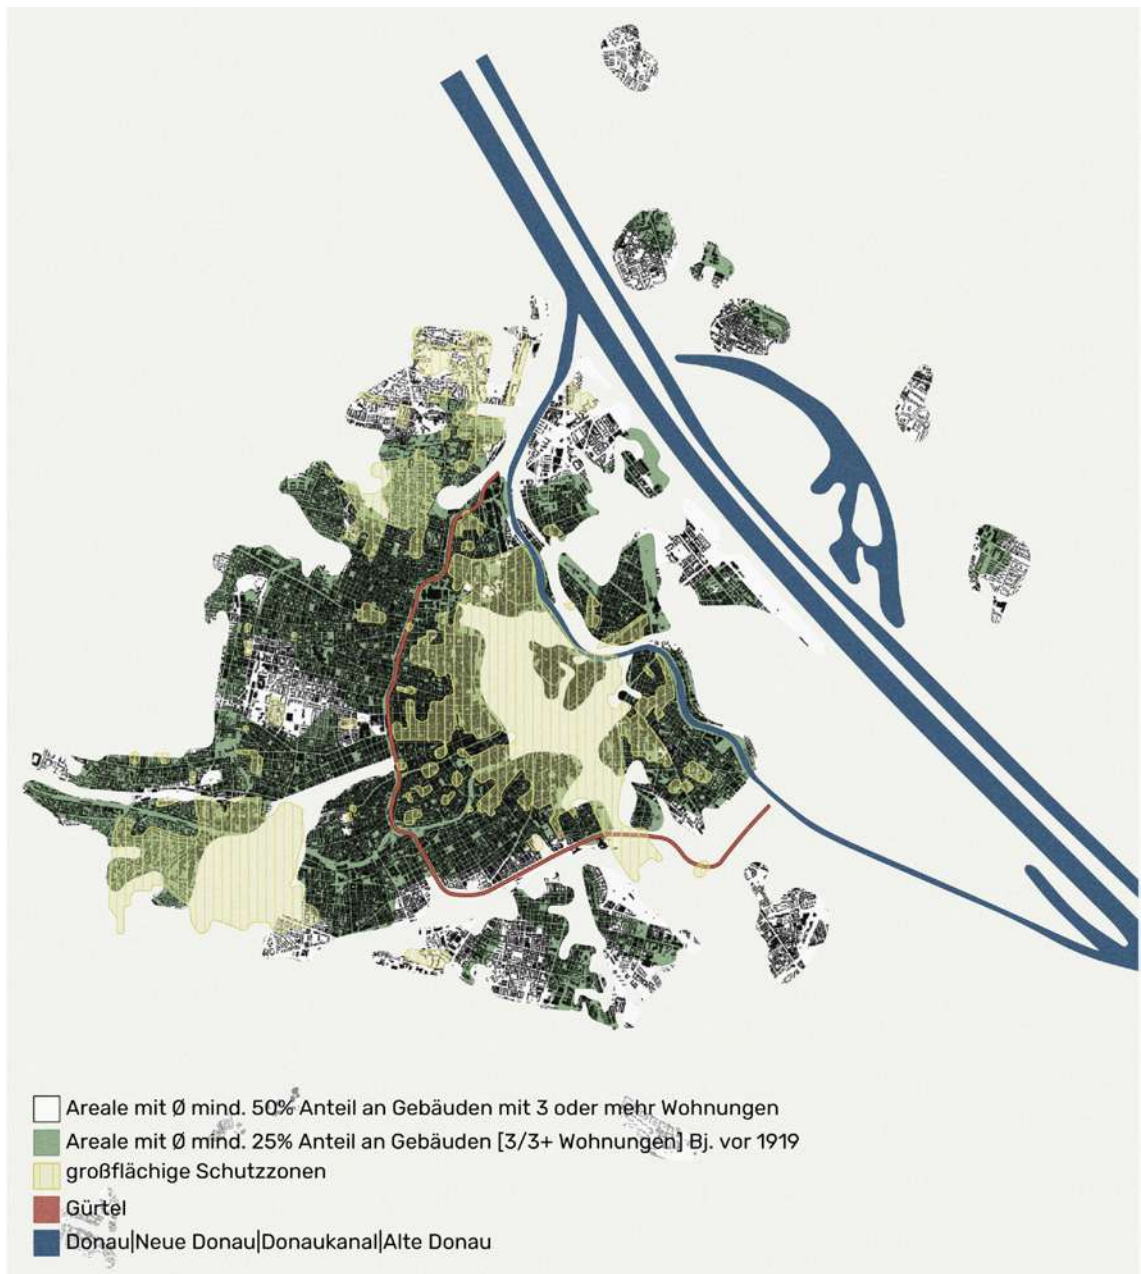 Areale mit Ø mind. 50% Anteil an Gebäuden mit 3 oder mehr Wohnungen
Areale mit Ø mind. 25% Anteil an Gebäuden [3/3+ Wohnungen] Bj. vor 1919
großflächige Schutzzonen
Gürtel
Donau|Neue Donau|Donaukanal|Alte Donau